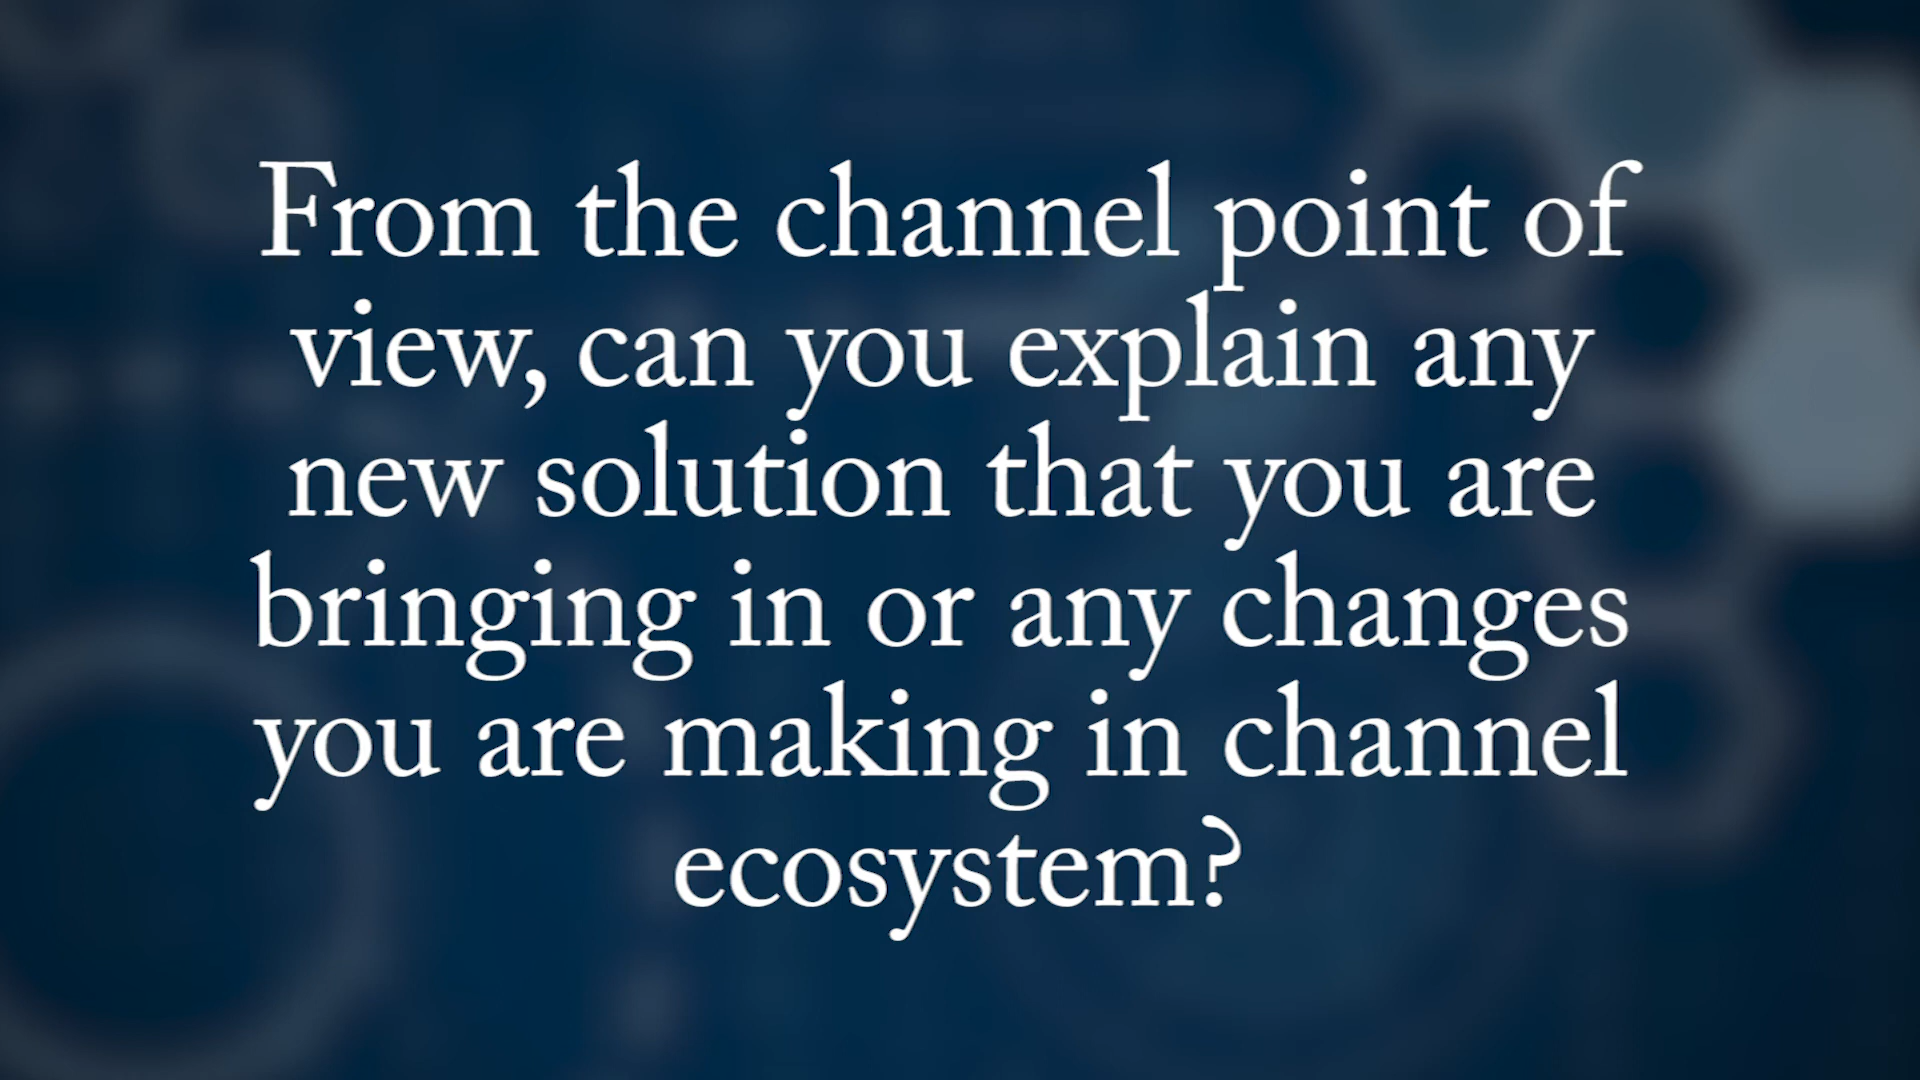 From the channel point of
view, can you explain any
new solution that you are
bringing in or any changes
you are making in channel
ecosystem?